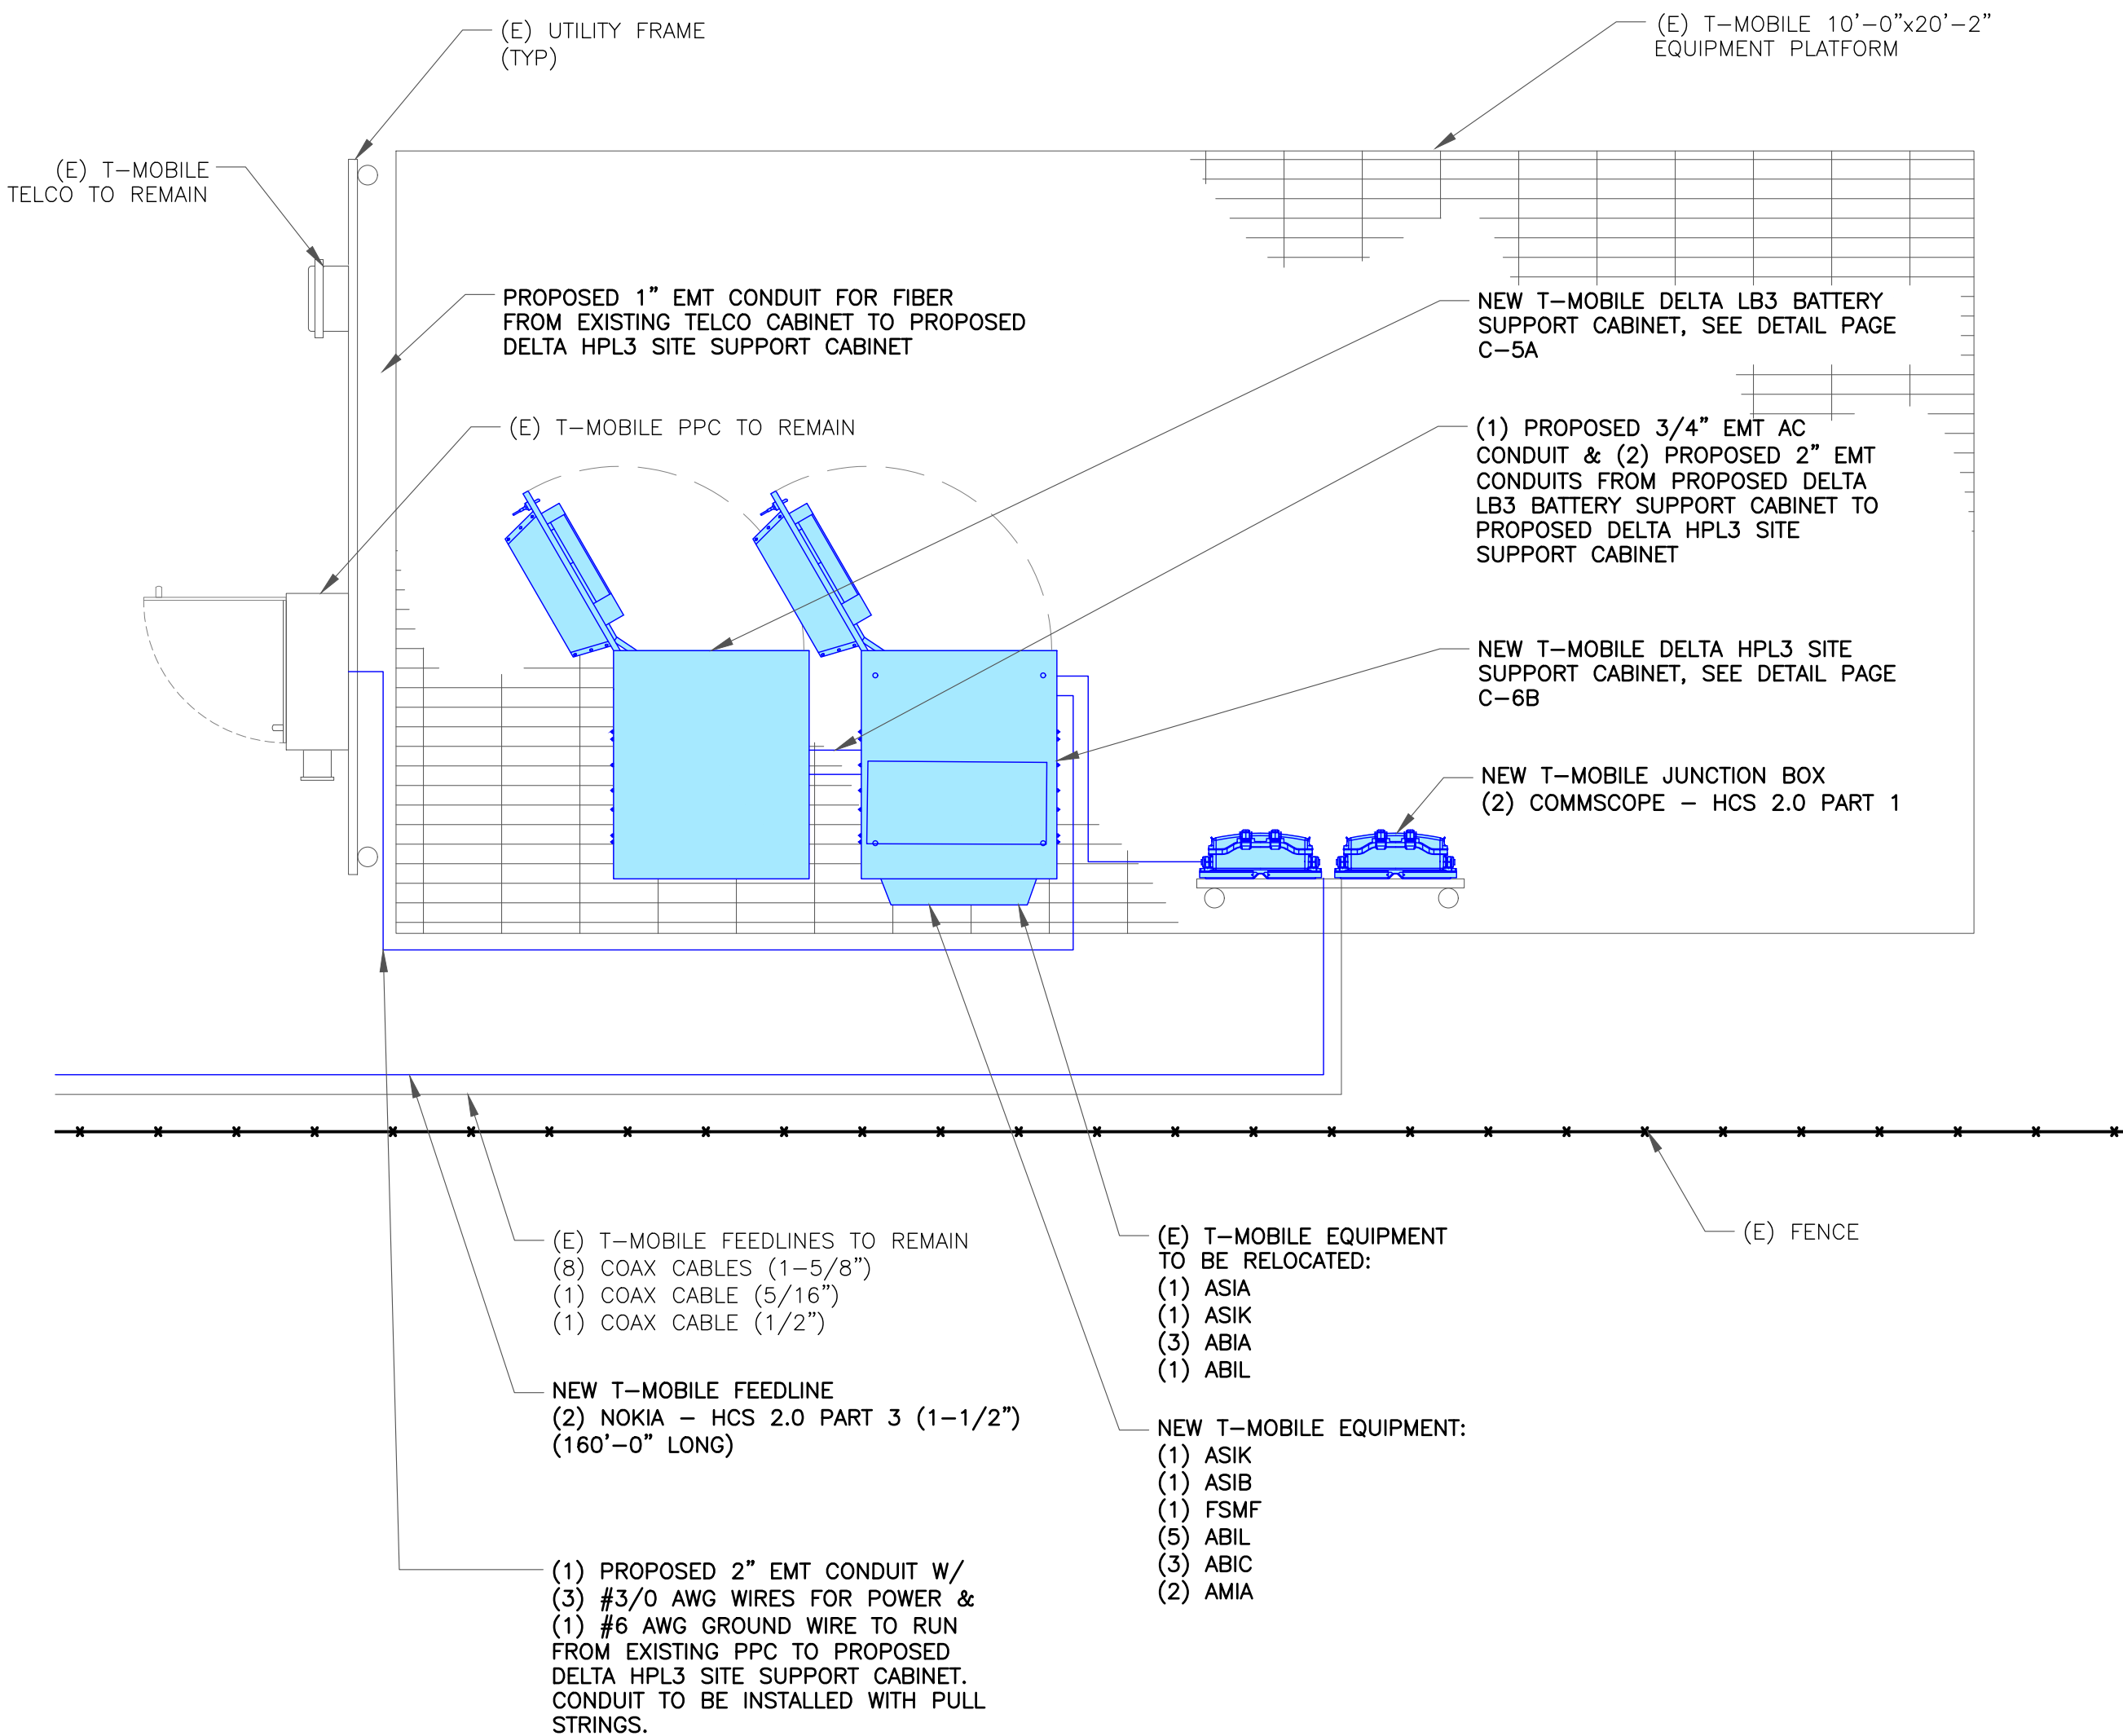 (E) UTILITY FRAME
(TYP)
(E) T-MOBILE 10'-0"x20'-2"
EQUIPMENT PLATFORM
(E) T-MOBILE
TELCO TO REMAIN
PROPOSED 1" EMT CONDUIT FOR FIBER
FROM EXISTING TELCO CABINET TO PROPOSED
DELTA HPL3 SITE SUPPORT CABINET
NEW T-MOBILE DELTA LB3 BATTERY
SUPPORT CABINET, SEE DETAIL PAGE
C-5A
(E) T-MOBILE PPC TO REMAIN
(1) PROPOSED 3/4" EMT AC
CONDUIT & (2) PROPOSED 2" EMT
CONDUITS FROM PROPOSED DELTA
LB3 BATTERY SUPPORT CABINET TO
PROPOSED DELTA HPL3 SITE
SUPPORT CABINET
NEW T-MOBILE DELTA HPL3 SITE
SUPPORT CABINET, SEE DETAIL PAGE
C-6B
NEW T-MOBILE JUNCTION BOX
(2) COMMSCOPE - HCS 2.0 PART 1
(E) T-MOBILE FEEDLINES TO REMAIN
(8) COAX CABLES (1-5/8")
(1) COAX CABLE (5/16")
(1) COAX CABLE (1/2")
NEW T-MOBILE FEEDLINE
(2) NOKIA - HCS 2.0 PART 3 (1-1/2")
(160'-0" LONG)
(1) PROPOSED 2" EMT CONDUIT W/
(3) #3/0 AWG WIRES FOR POWER &
(1) #6 AWG GROUND WIRE TO RUN
FROM EXISTING PPC TO PROPOSED
DELTA HPL3 SITE SUPPORT CABINET.
CONDUIT TO BE INSTALLED WITH PULL
STRINGS.
(E) T-MOBILE EQUIPMENT
TO BE RELOCATED:
(1) ASIA
(1) ASIK
(3) ABIA
(1) ABIL
NEW T-MOBILE EQUIPMENT:
(1) ASIK
(1) ASIB
(1) FSMF
(5) ABIL
(3) ABIC
(2) AMIA
(E) FENCE